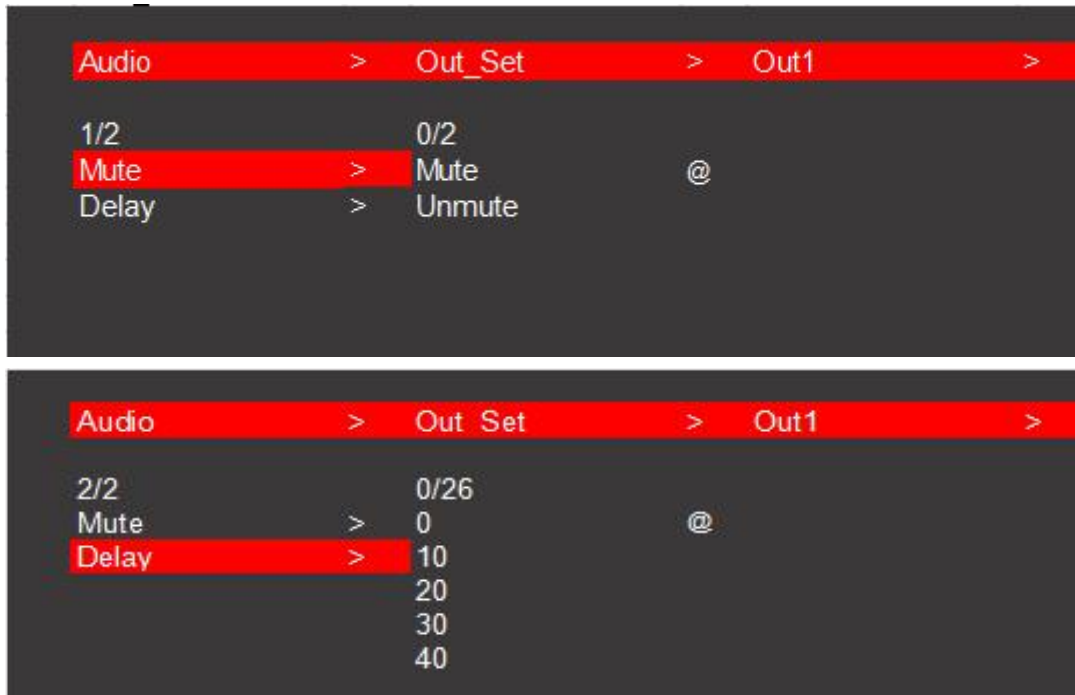 Audio > Out_Set > Out1 >
1/2 0/2
Mute > Mute @
Delay > Unmute
Audio > Out Set > Out1 >
2/2 0/26
Mute > 0 @
Delay > 10
20
30
40